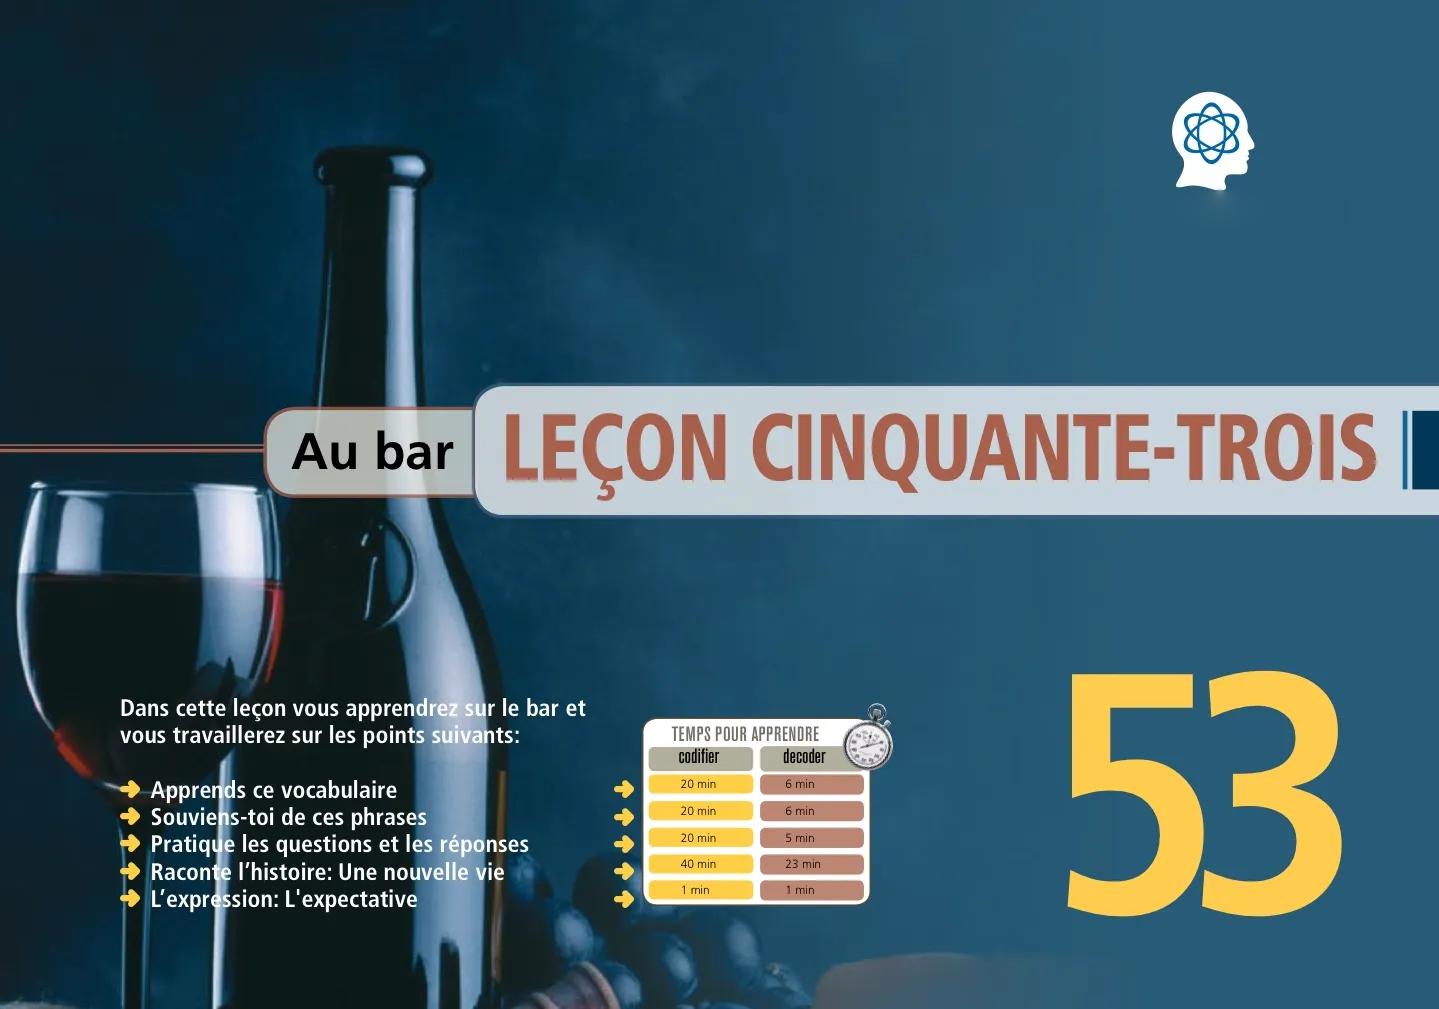 Au bar
LEÇON CINQUANTE-TROIS
Dans cette leçon vous apprendrez sur le bar et
vous travaillerez sur les points suivants:
Apprends ce vocabulaire
Souviens-toi de ces phrases
Pratique les questions et les réponses
Raconte l'histoire: Une nouvelle vie
L'expression: L'expectative
TEMPS POUR APPRENDRE
codifier decoder
20 min 6 min
20 min 6 min
20 min 5 min
40 min 23 min
1 min 1 min
53